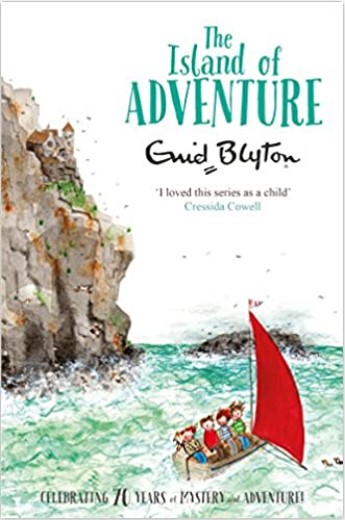 The
Island of
ADVENTURE
Enid Blyton
‘I loved this series as a child’
Cressida Cowell
CELEBRATING 70 YEARS of MYSTERY and ADVENTURE!